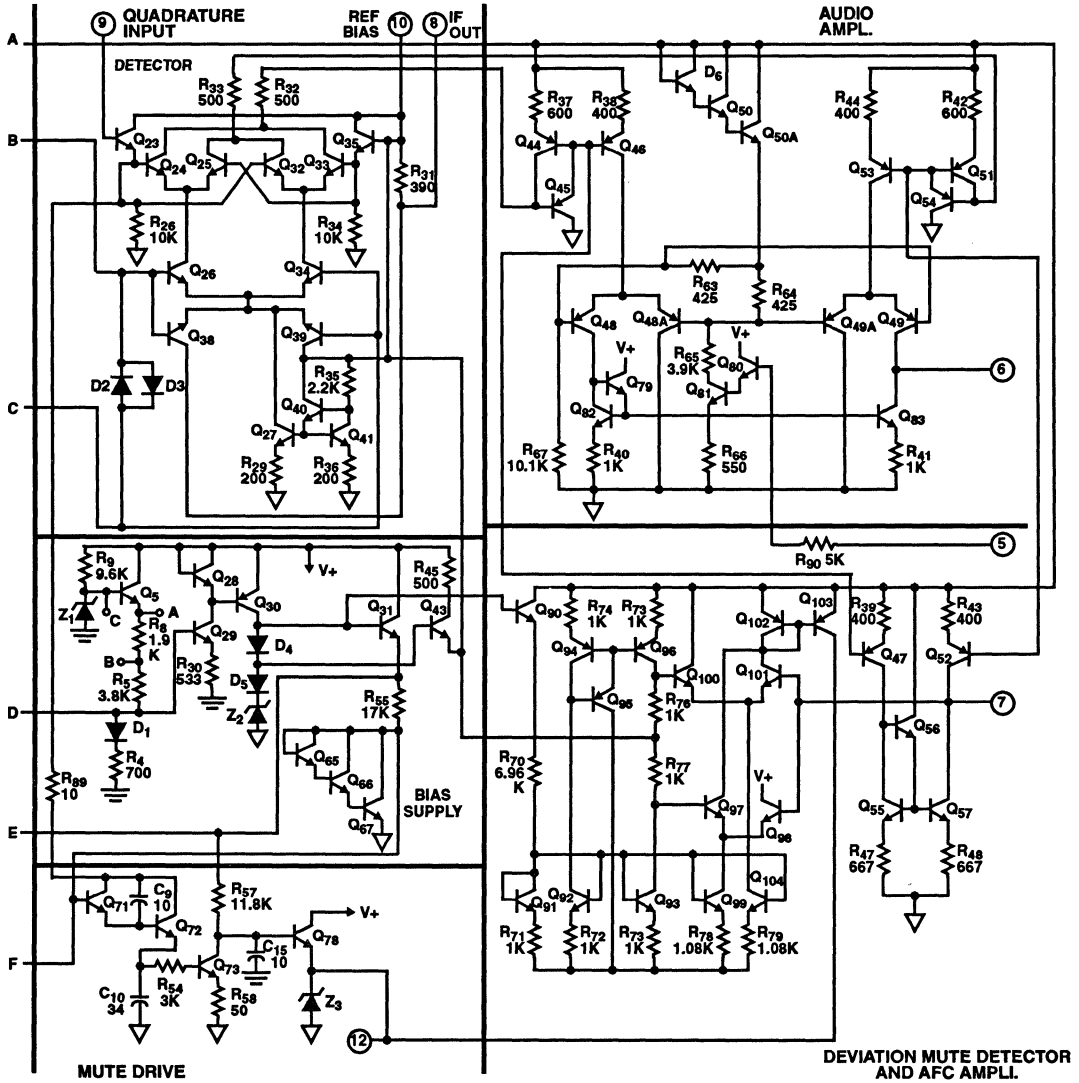 9
QUADRATURE
INPUT
REF
BIAS
10
8
IF
OUT
AUDIO
AMPL.
A
DETECTOR
R33
500
R32
500
D6
Q50
Q50A
R37
600
R38
400
R44
400
R42
600
B
Q23
Q24
Q25
Q32
Q33
Q35
Q44
Q46
Q45
Q53
Q51
Q54
R31
390
R26
10K
R34
10K
Q26
Q34
R63
425
R64
425
Q38
Q39
Q48
Q48A
V+
Q49A
Q49
R65
3.9K
Q80
V+
Q79
Q81
6
D2
D3
R35
2.2K
C
Q40
Q27
Q41
Q82
Q83
R29
200
R36
200
R67
10.1K
R40
1K
R66
550
R41
1K
R90 5K
5
R9
9.6K
Q5
Q28
V+
R45
500
Z1
C
A
Q30
Q31
Q43
Q90
R74
1K
R73
1K
Q102
Q103
R39
400
R43
400
R8
1.9
K
Q29
D4
B
R30
533
D5
Q94
Q96
Q100
Q101
Q47
Q52
R5
3.8K
Z2
R55
17K
Q95
R76
1K
D
7
D1
R4
700
Q56
Q65
Q66
Q67
R70
6.96
K
R77
1K
V+
R89
10
BIAS
SUPPLY
Q97
Q98
Q55
Q57
E
R47
667
R48
667
Q71
C9
10
R57
11.8K
V+
Q91
Q92
Q93
Q99
Q104
Q72
Q78
R71
1K
R72
1K
R73
1K
R78
1.08K
R79
1.08K
C15
10
F
Q73
R54
3K
C10
34
R58
50
Z3
12
MUTE DRIVE
DEVIATION MUTE DETECTOR
AND AFC AMPLI.